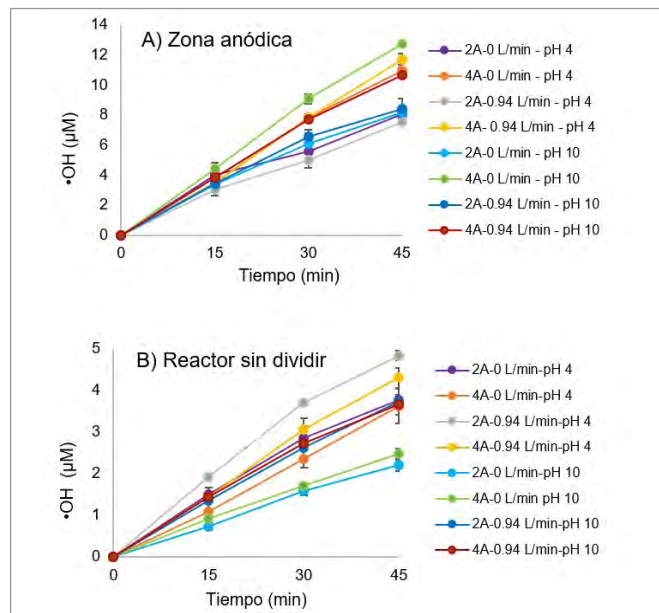 A) Zona anódica
•OH (µM)
14
12
10
8
6
4
2
0
0
15
30
45
Tiempo (min)
2A-0 L/min - pH 4
4A-0 L/min - pH 4
2A-0.94 L/min - pH 4
4A- 0.94 L/min - pH 4
2A-0 L/min - pH 10
4A-0 L/min - pH 10
2A-0.94 L/min - pH 10
4A-0.94 L/min - pH 10
B) Reactor sin dividir
•OH (µM)
5
4
3
2
1
0
0
15
30
45
Tiempo (min)
2A-0 L/min-pH 4
4A-0 L/min-pH 4
2A-0.94 L/min-pH 4
4A-0.94 L/min-pH 4
2A-0 L/min-pH 10
4A-0 L/min pH 10
2A-0.94 L/min-pH 10
4A-0.94 L/min-pH 10